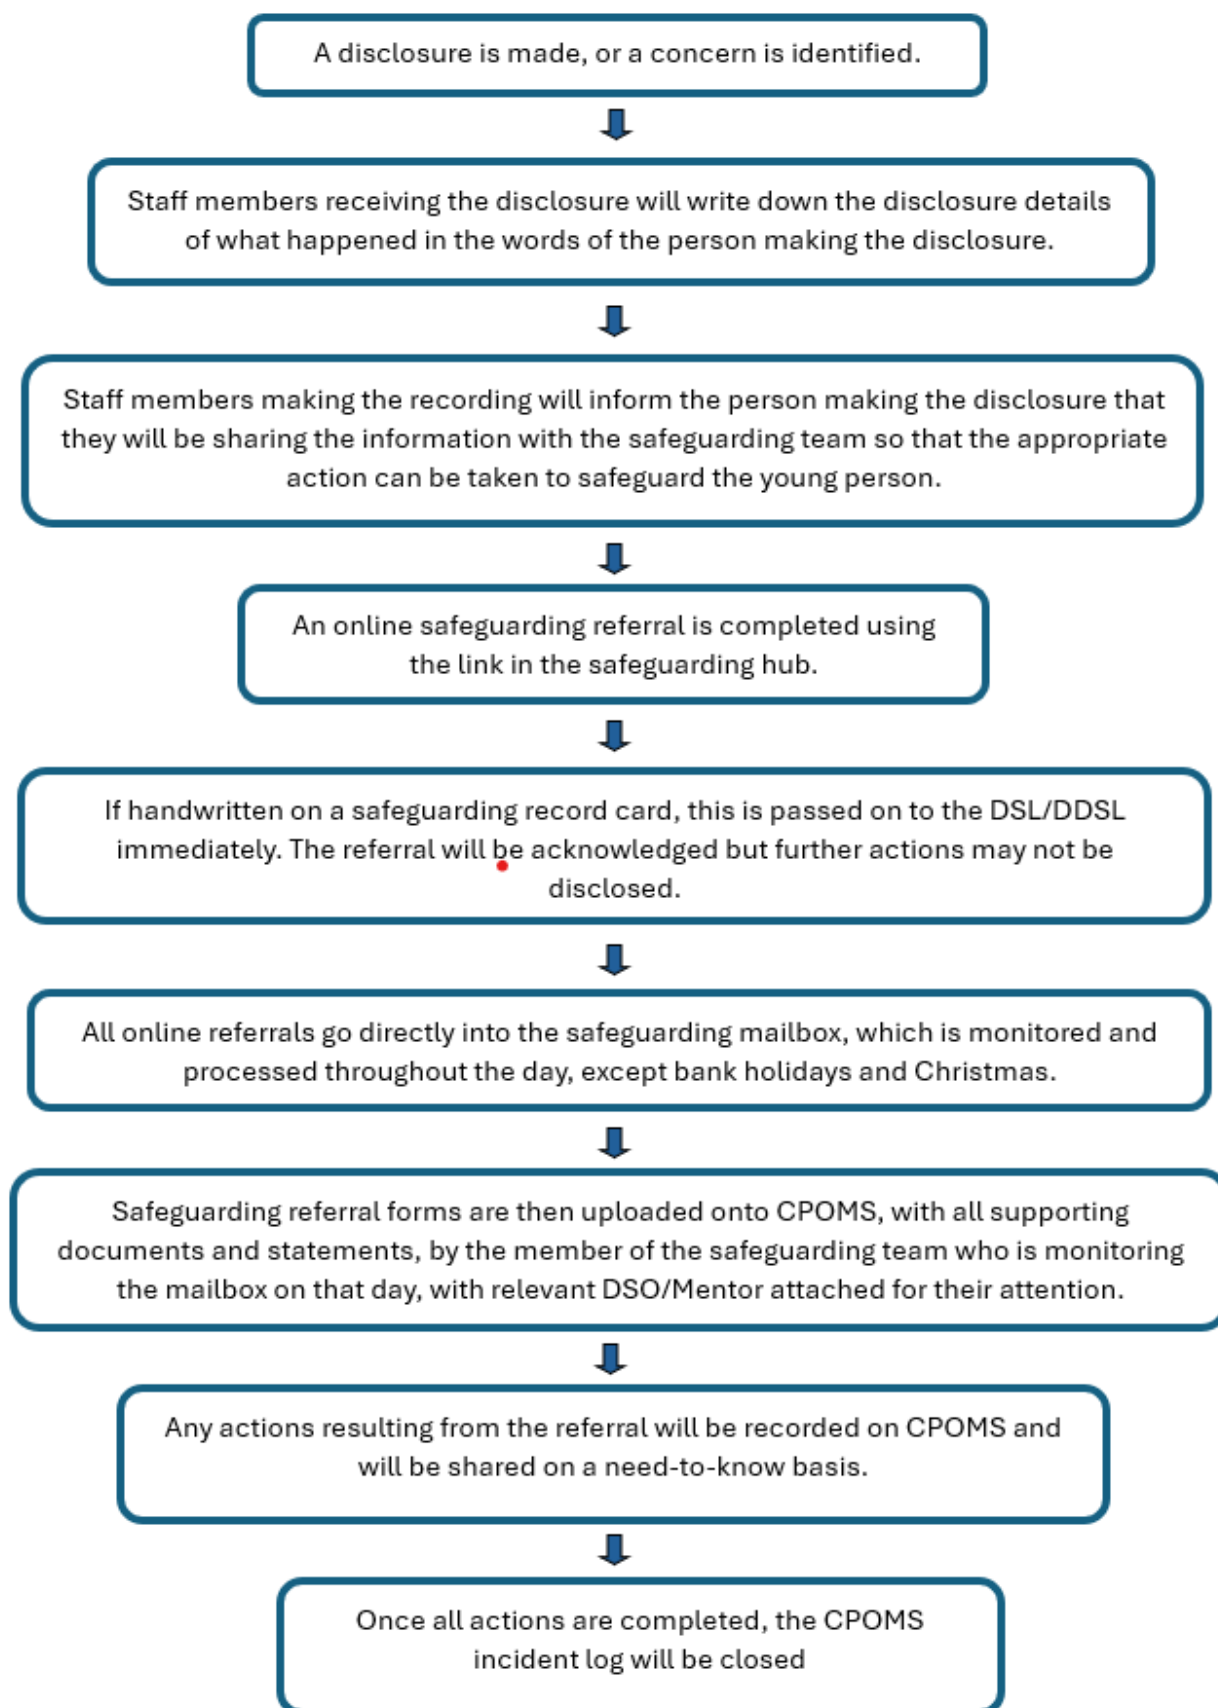 A disclosure is made, or a concern is identified.
Staff members receiving the disclosure will write down the disclosure details
of what happened in the words of the person making the disclosure.
Staff members making the recording will inform the person making the disclosure that
they will be sharing the information with the safeguarding team so that the appropriate
action can be taken to safeguard the young person.
An online safeguarding referral is completed using
the link in the safeguarding hub.
If handwritten on a safeguarding record card, this is passed on to the DSL/DDSL
immediately. The referral will be acknowledged but further actions may not be
disclosed.
All online referrals go directly into the safeguarding mailbox, which is monitored and
processed throughout the day, except bank holidays and Christmas.
Safeguarding referral forms are then uploaded onto CPOMS, with all supporting
documents and statements, by the member of the safeguarding team who is monitoring
the mailbox on that day, with relevant DSO/Mentor attached for their attention.
Any actions resulting from the referral will be recorded on CPOMS and
will be shared on a need-to-know basis.
Once all actions are completed, the CPOMS
incident log will be closed